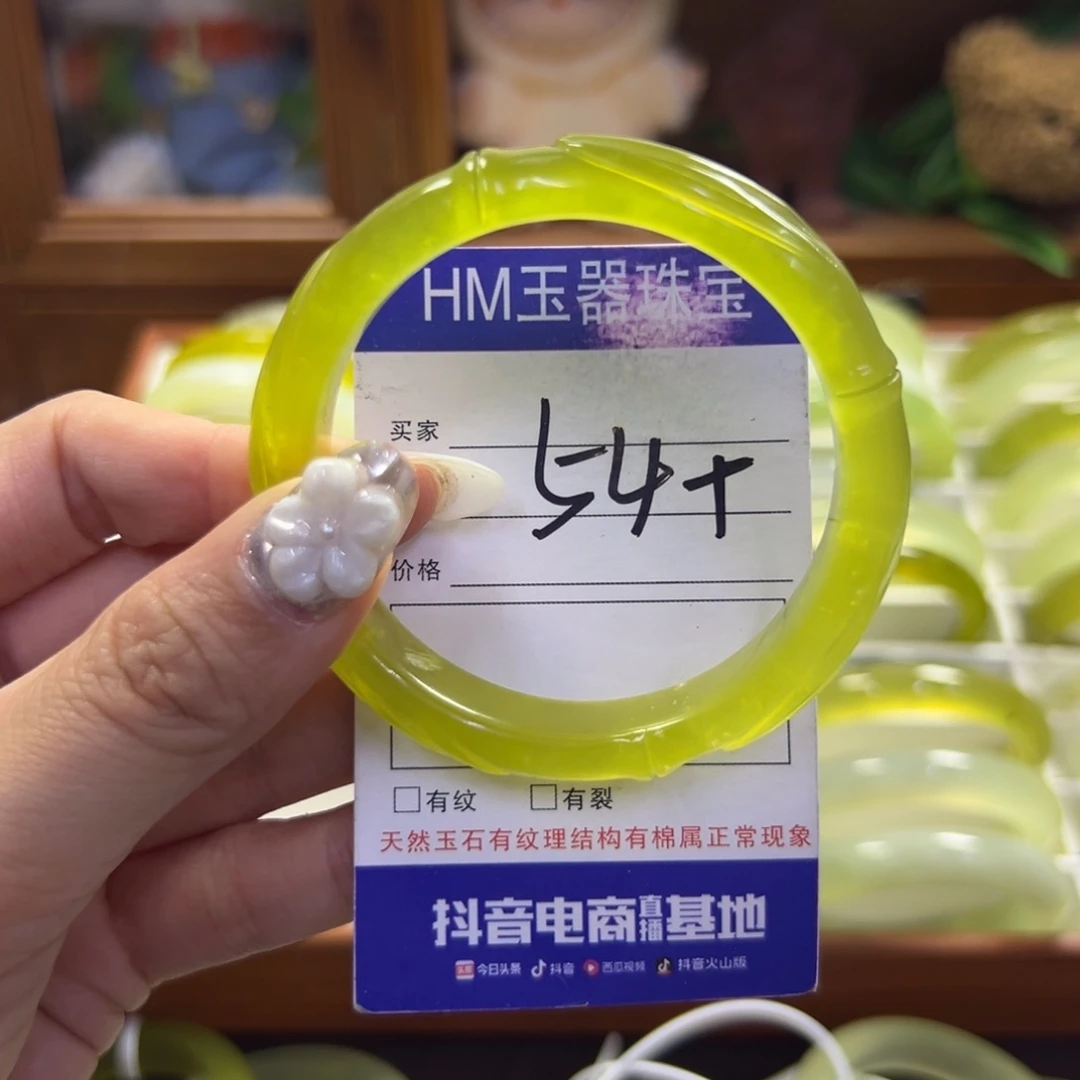 HM玉器珠宝
买家
54+
价格
有纹 有裂
天然玉石有纹理结构有棉属正常现象
抖音电商直播基地
今日头条 抖音 西瓜视频 抖音火山版